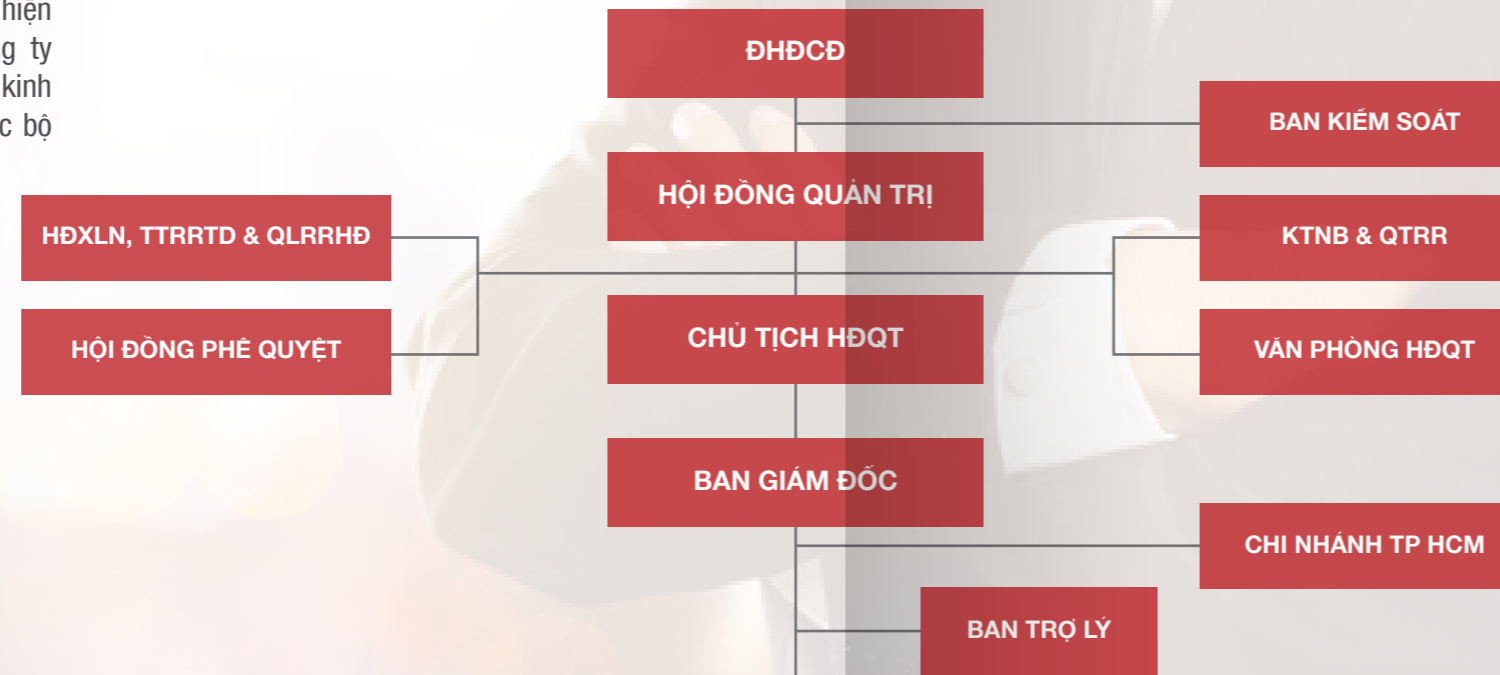 hiện
g ty
kinh
c bộ
ĐHĐCĐ
BAN KIỂM SOÁT
HỘI ĐỒNG QUẢN TRỊ
HĐXLN, TTRRTD & QLRRHĐ
KTNB & QTRR
CHỦ TỊCH HĐQT
HỘI ĐỒNG PHÊ QUYỆT
VĂN PHÒNG HĐQT
BAN GIÁM ĐỐC
CHI NHÁNH TP HCM
BAN TRỢ LÝ